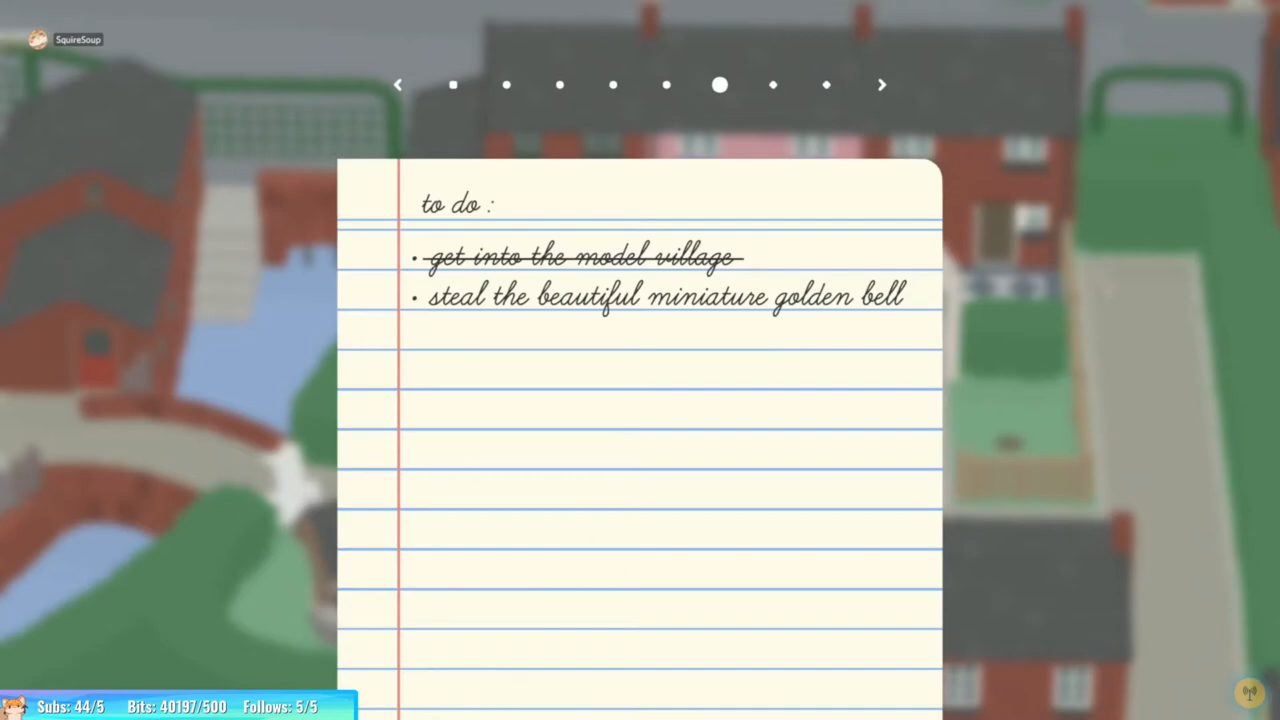 SquireSoup
to do :
• get into the model village
• steal the beautiful miniature golden bell
Subs: 44/5 Bits: 40197/500 Follows: 5/5